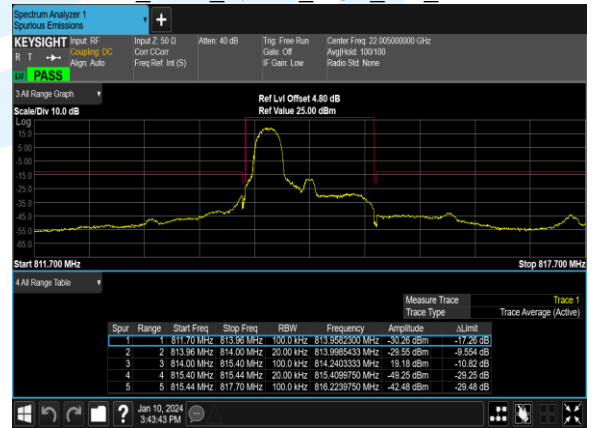 Spectrum Analyzer 1
Spurious Emissions
+
KEYSIGHT Input: RF Input Z: 50 Ω Atten: 40 dB Trig: Free Run Center Freq: 22.005000000 GHz
R T Coupling: DC Corr CCorr Gate: Off Avg|Hold: 100/100
Align: Auto Freq Ref: Int (S) IF Gain: Low Radio Std: None
LV PASS
3 All Range Graph
Ref Lvl Offset 4.80 dB
Scale/Div 10.0 dB Ref Value 25.00 dBm
Log
15.0
5.00
-5.00
-15.0
-25.0
-35.0
-45.0
-55.0
-65.0
Start 811.700 MHz Stop 817.700 MHz
4 All Range Table
Measure Trace Trace 1
Trace Type Trace Average (Active)
Spur Range Start Freq Stop Freq RBW Frequency Amplitude ΔLimit
1 1 811.70 MHz 813.96 MHz 100.0 kHz 813.9582300 MHz -30.26 dBm -17.26 dB
2 2 813.96 MHz 814.00 MHz 20.00 kHz 813.9985433 MHz -29.55 dBm -9.554 dB
3 3 814.00 MHz 815.40 MHz 100.0 kHz 814.2403333 MHz 19.18 dBm -10.82 dB
4 4 815.40 MHz 815.44 MHz 20.00 kHz 815.4099750 MHz -49.25 dBm -29.25 dB
5 5 815.44 MHz 817.70 MHz 100.0 kHz 816.2239750 MHz -42.48 dBm -29.48 dB
? Jan 10, 2024
3:43:43 PM